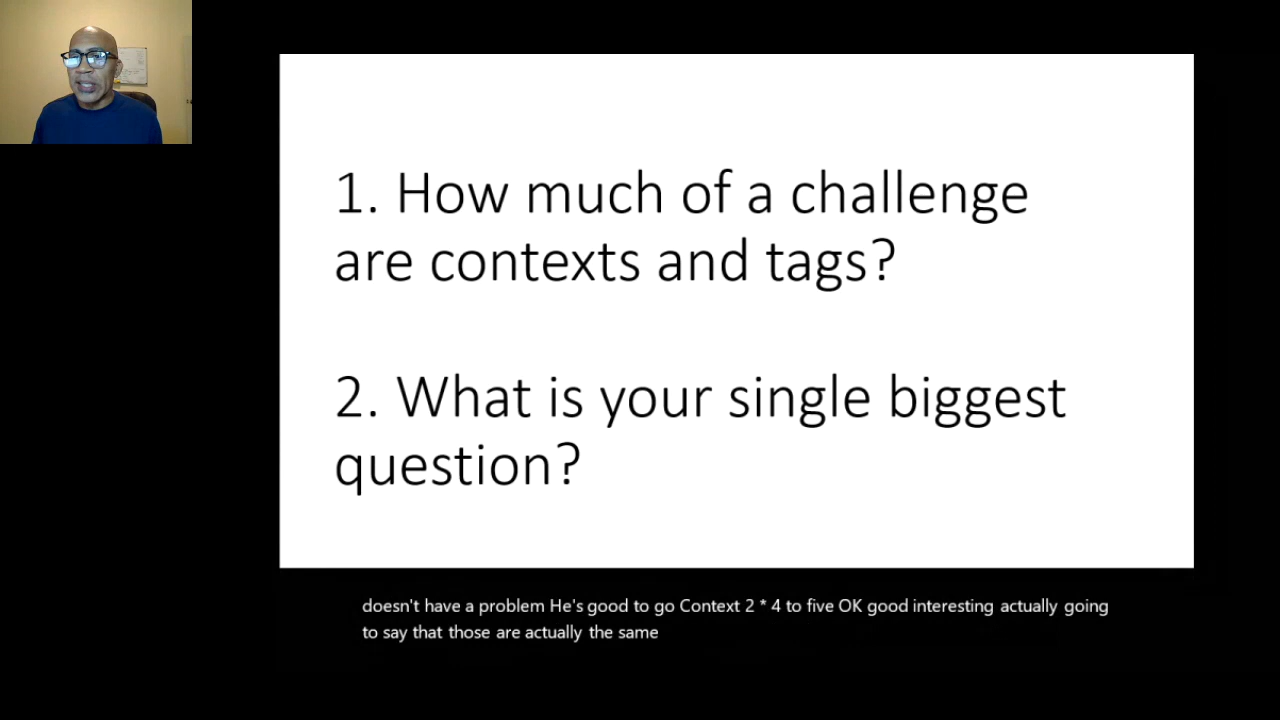 1. How much of a challenge
are contexts and tags?
2. What is your single biggest
question?
doesn't have a problem He's good to go Context 2 * 4 to five OK good interesting actually going
to say that those are actually the same